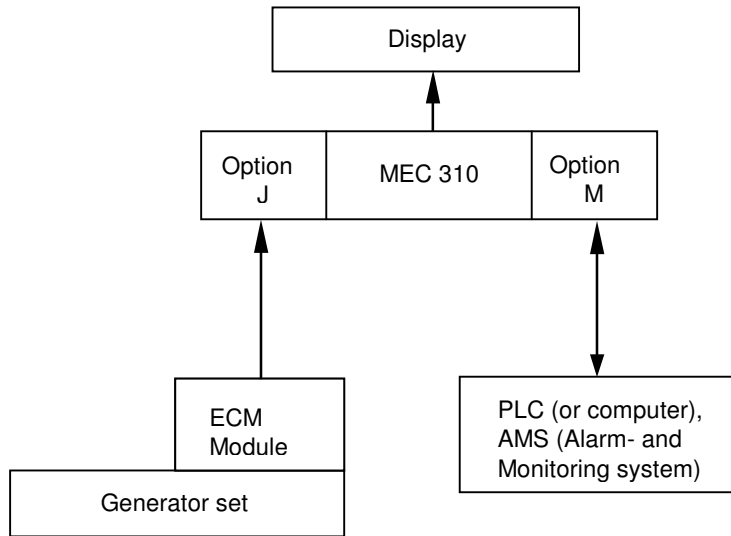 Display
Option
J
MEC 310
Option
M
ECM
Module
Generator set
PLC (or computer),
AMS (Alarm- and
Monitoring system)